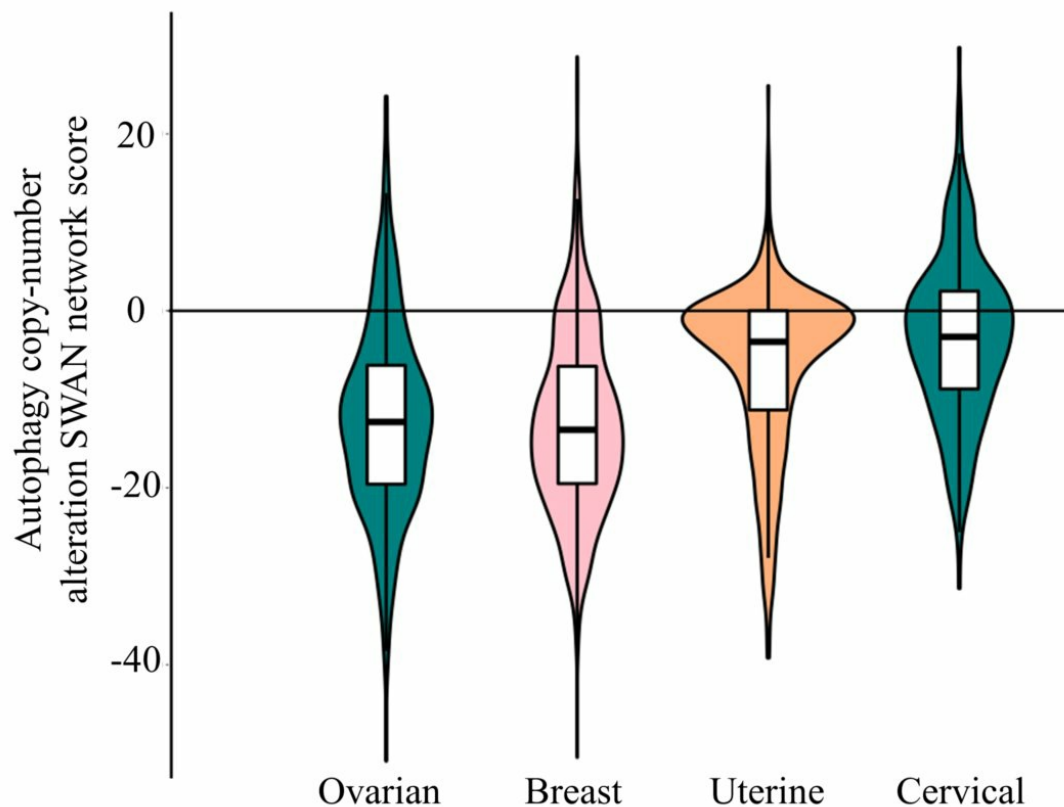 Autophagy copy-number
alteration SWAN network score
20
0
-20
-40
Ovarian
Breast
Uterine
Cervical